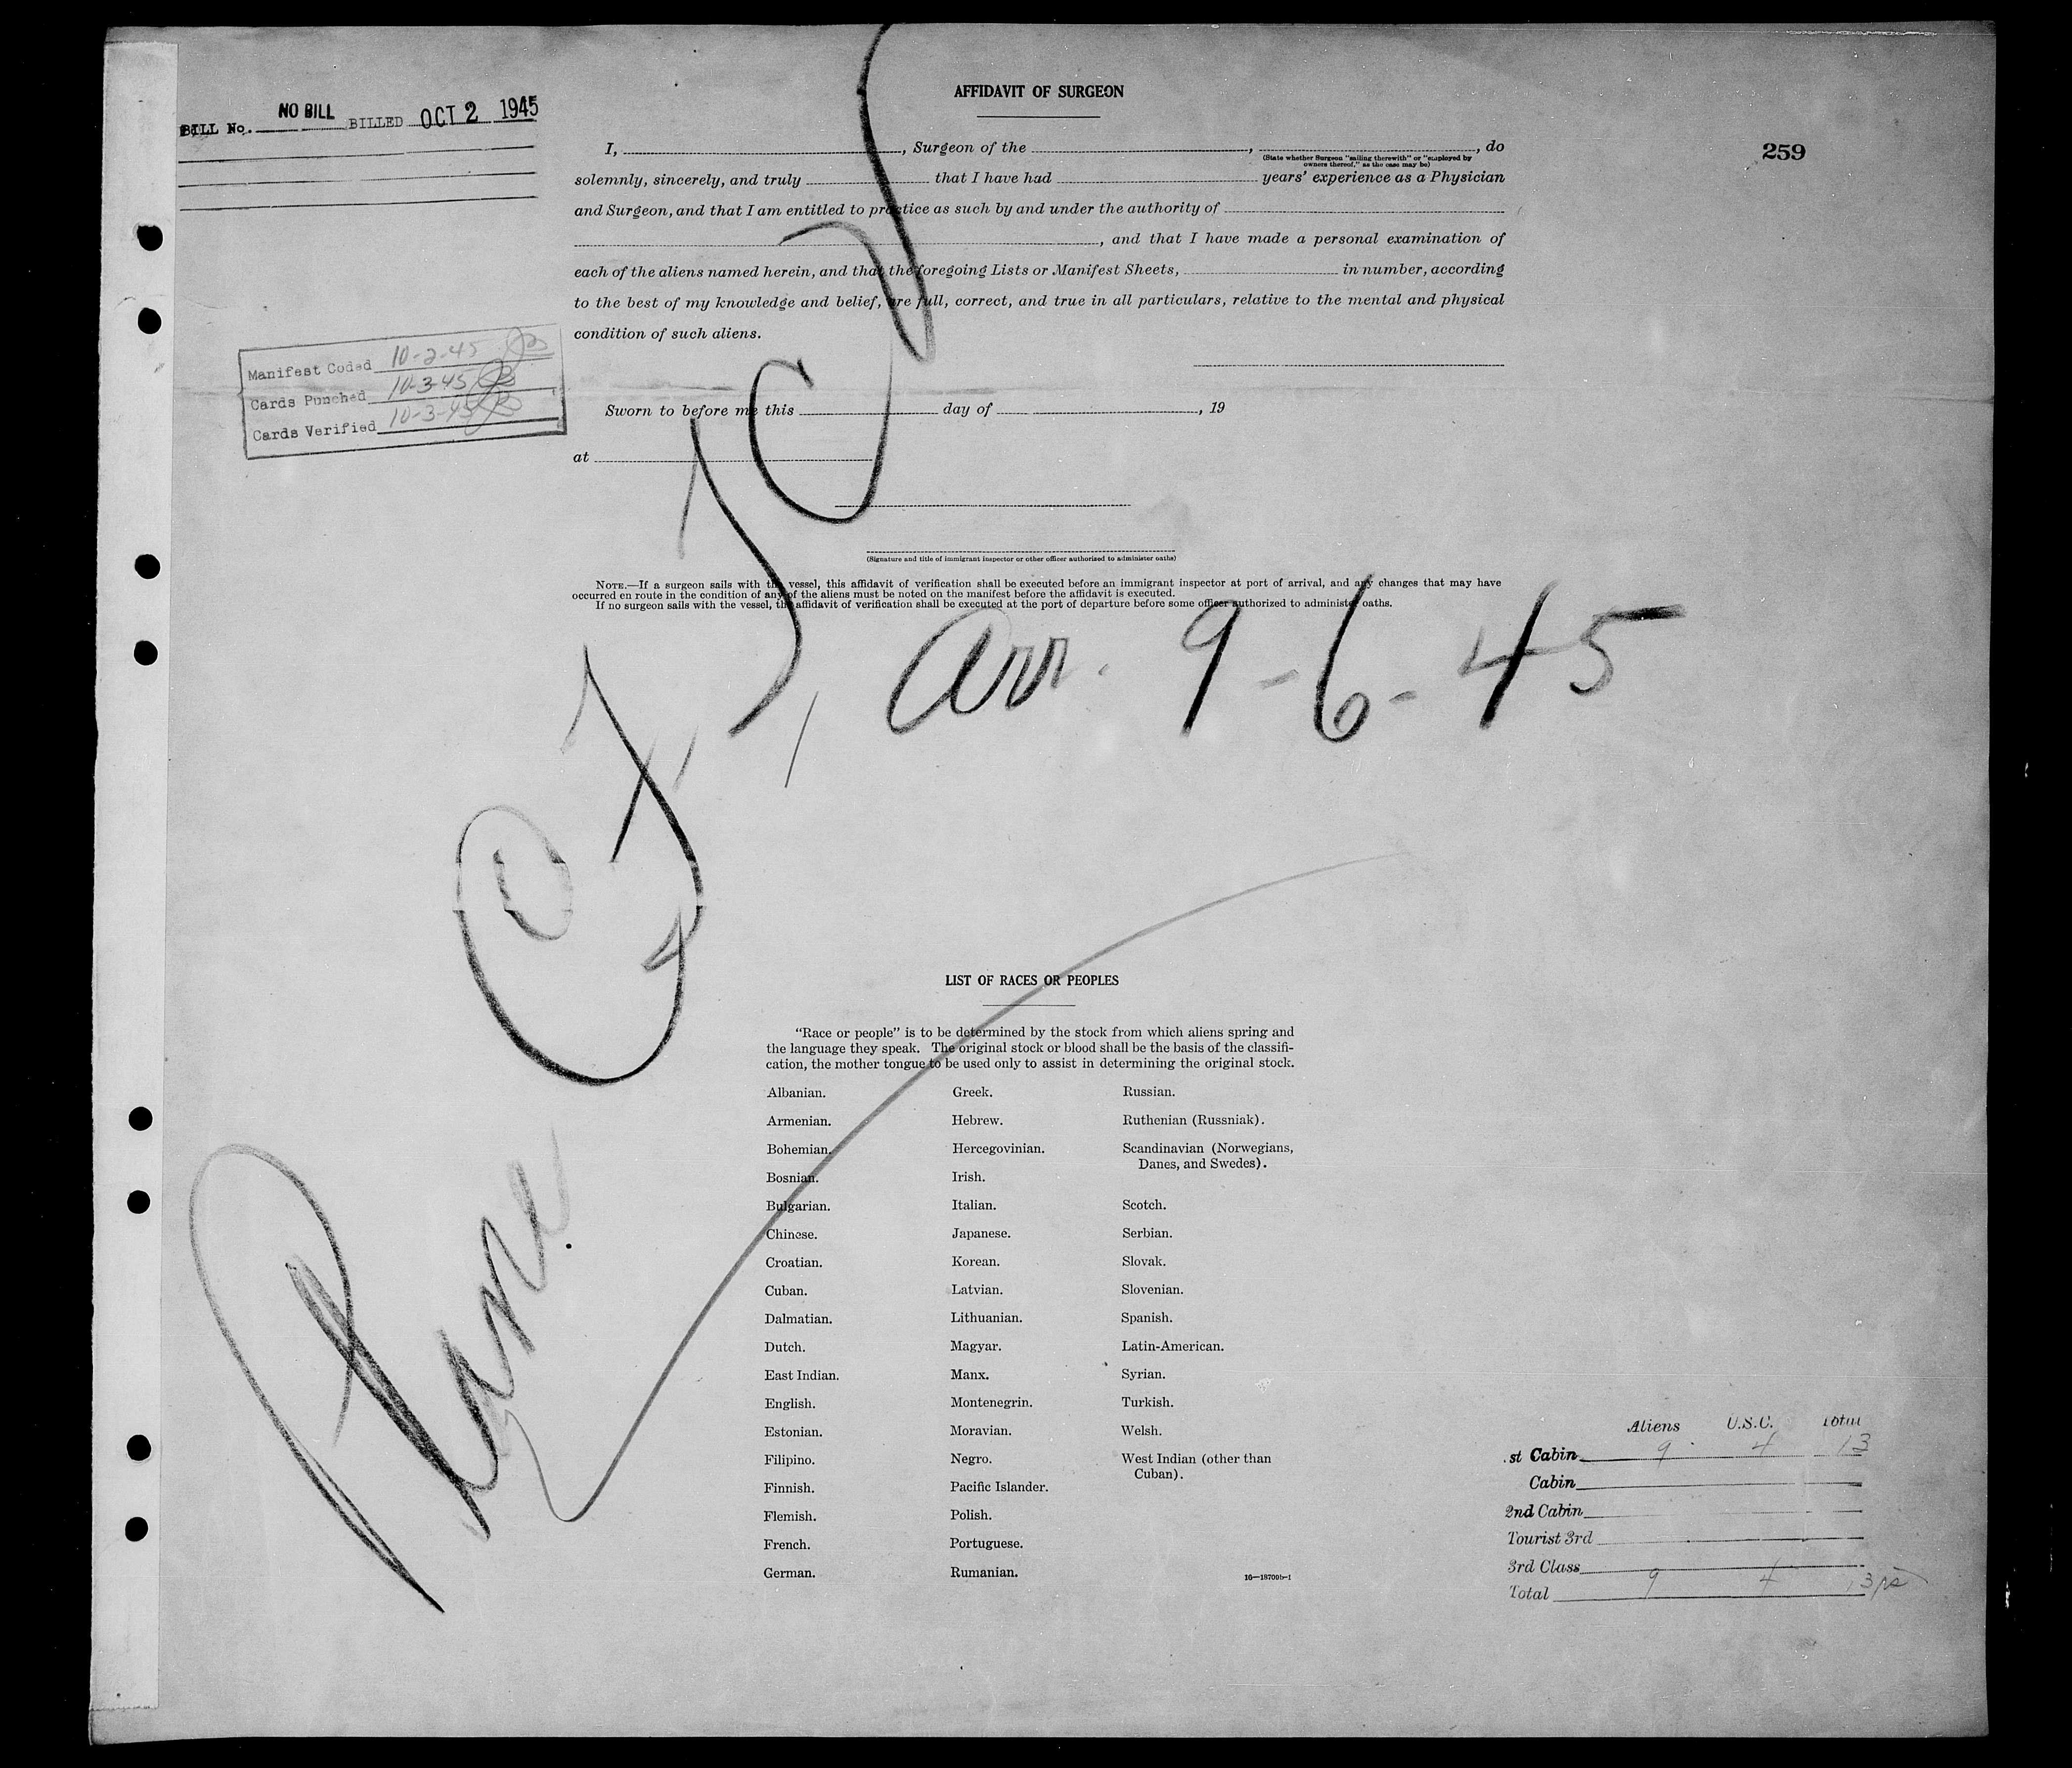 AFFIDAVIT OF SURGEON
BILL No. NO BILL BILLED OCT 2 1945
259
I, , Surgeon of the , , do
(State whether Surgeon "sailing therewith" or "employed by owners thereof," as the case may be)
solemnly, sincerely, and truly that I have had years' experience as a Physician
and Surgeon, and that I am entitled to practice as such by and under the authority of
, and that I have made a personal examination of
each of the aliens named herein, and that the foregoing Lists or Manifest Sheets, in number, according
to the best of my knowledge and belief, are full, correct, and true in all particulars, relative to the mental and physical
condition of such aliens.
Manifest Coded 10-2-45
Cards Punched 10-3-45
Cards Verified 10-3-45
Sworn to before me this day of , 19
at
(Signature and title of immigrant inspector or other officer authorized to administer oaths)
NOTE.—If a surgeon sails with the vessel, this affidavit of verification shall be executed before an immigrant inspector at port of arrival, and any changes that may have
occurred en route in the condition of any of the aliens must be noted on the manifest before the affidavit is executed.
If no surgeon sails with the vessel, the affidavit of verification shall be executed at the port of departure before some officer authorized to administer oaths.
Plane
arr. 9-6-45
LIST OF RACES OR PEOPLES
"Race or people" is to be determined by the stock from which aliens spring and
the language they speak. The original stock or blood shall be the basis of the classifi-
cation, the mother tongue to be used only to assist in determining the original stock.
Albanian. Greek. Russian.
Armenian. Hebrew. Ruthenian (Russniak).
Bohemian. Hercegovinian. Scandinavian (Norwegians,
Danes, and Swedes).
Bosnian. Irish.
Bulgarian. Italian. Scotch.
Chinese. Japanese. Serbian.
Croatian. Korean. Slovak.
Cuban. Latvian. Slovenian.
Dalmatian. Lithuanian. Spanish.
Dutch. Magyar. Latin-American.
East Indian. Manx. Syrian.
English. Montenegrin. Turkish.
Estonian. Moravian. Welsh.
Filipino. Negro. West Indian (other than
Cuban).
Finnish. Pacific Islander.
Flemish. Polish.
French. Portuguese.
German. Rumanian.
16—18700b-1
Aliens U.S.C. Total
st Cabin 9 4 13
Cabin
2nd Cabin
Tourist 3rd
3rd Class
Total 9 4 13